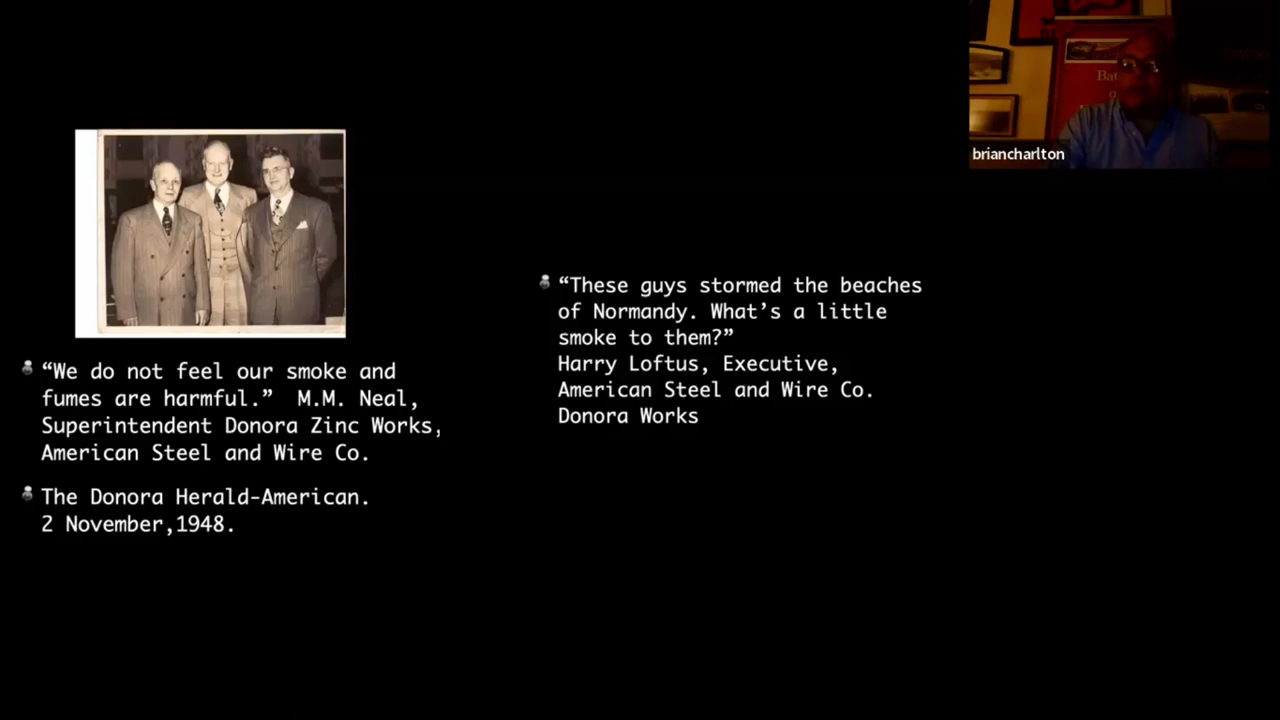 briancharlton
Bat
“We do not feel our smoke and
fumes are harmful.”  M.M. Neal,
Superintendent Donora Zinc Works,
American Steel and Wire Co.
The Donora Herald-American.
2 November,1948.
“These guys stormed the beaches
of Normandy. What’s a little
smoke to them?”
Harry Loftus, Executive,
American Steel and Wire Co.
Donora Works